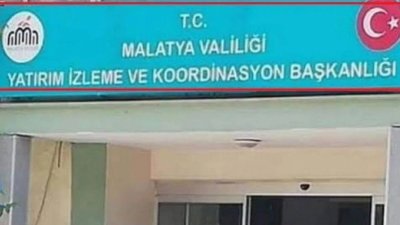 T.C.
MALATYA VALİLİĞİ
YATIRIM İZLEME VE KOORDİNASYON BAŞKANLIĞI